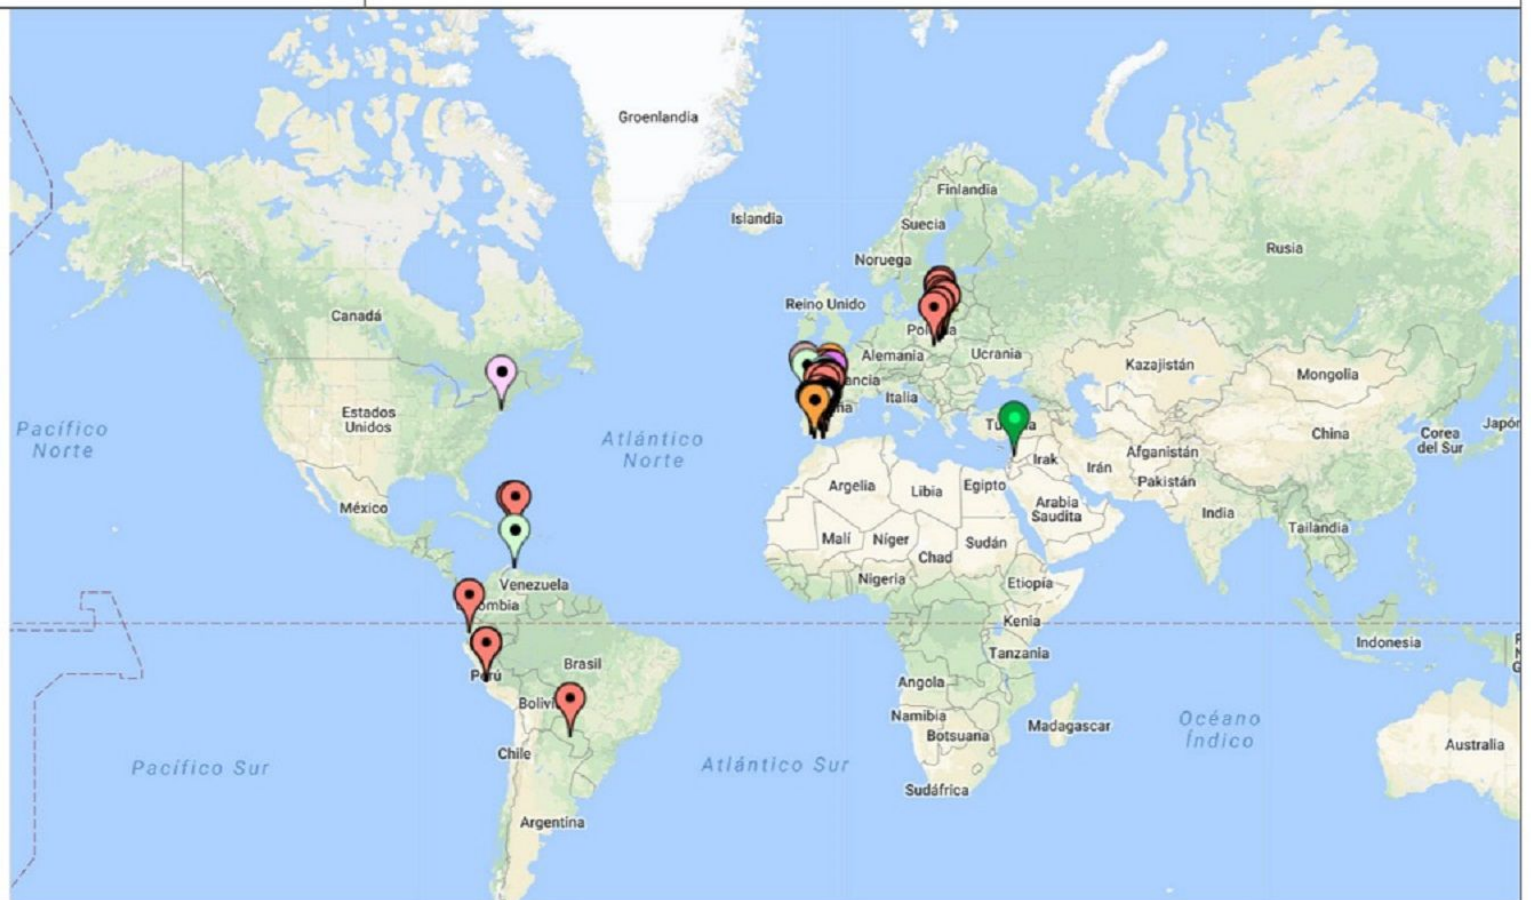 Groenlandia
Finlandia
Islandia
Suecia
Rusia
Noruega
Reino Unido
Canadá
Alemania
Ucrania
Kazajistán
Mongolia
Italia
Estados
Unidos
Pacífico
Norte
Atlántico
Norte
China
Corea
del Sur
Afganistán
Irak
Irán
Pakistán
Argelia
Libia
Egipto
Arabia
Saudita
México
India
Tailandia
Malí
Níger
Sudán
Chad
Nigeria
Etiopía
Venezuela
Kenia
Indonesia
Brasil
Tanzania
Perú
Angola
Namibia
Botsuana
Madagascar
Océano
Índico
Chile
Australia
Pacífico Sur
Atlántico Sur
Sudáfrica
Argentina